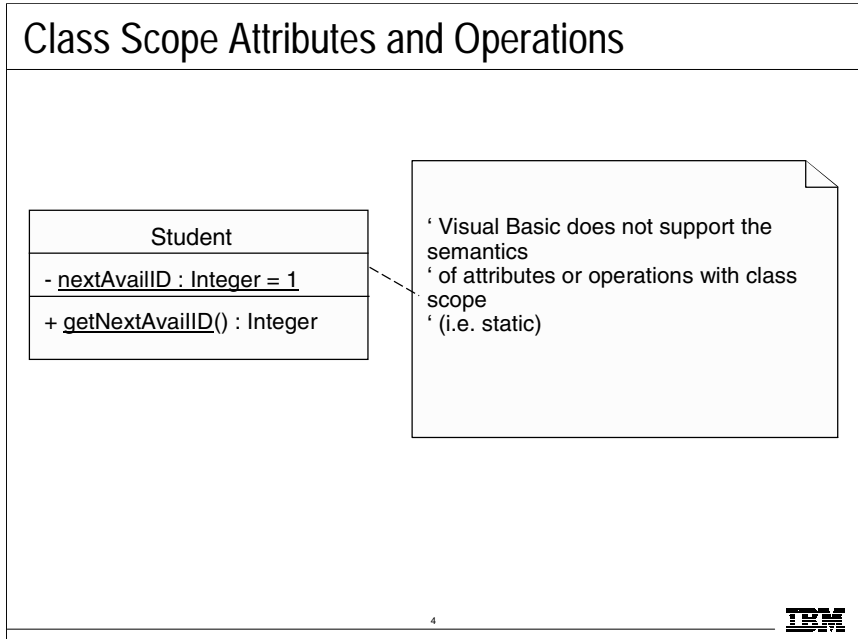 Class Scope Attributes and Operations
Student
- nextAvailID : Integer = 1
+ getNextAvailID() : Integer
‘ Visual Basic does not support the
semantics
‘ of attributes or operations with class
scope
‘ (i.e. static)
4
IBM